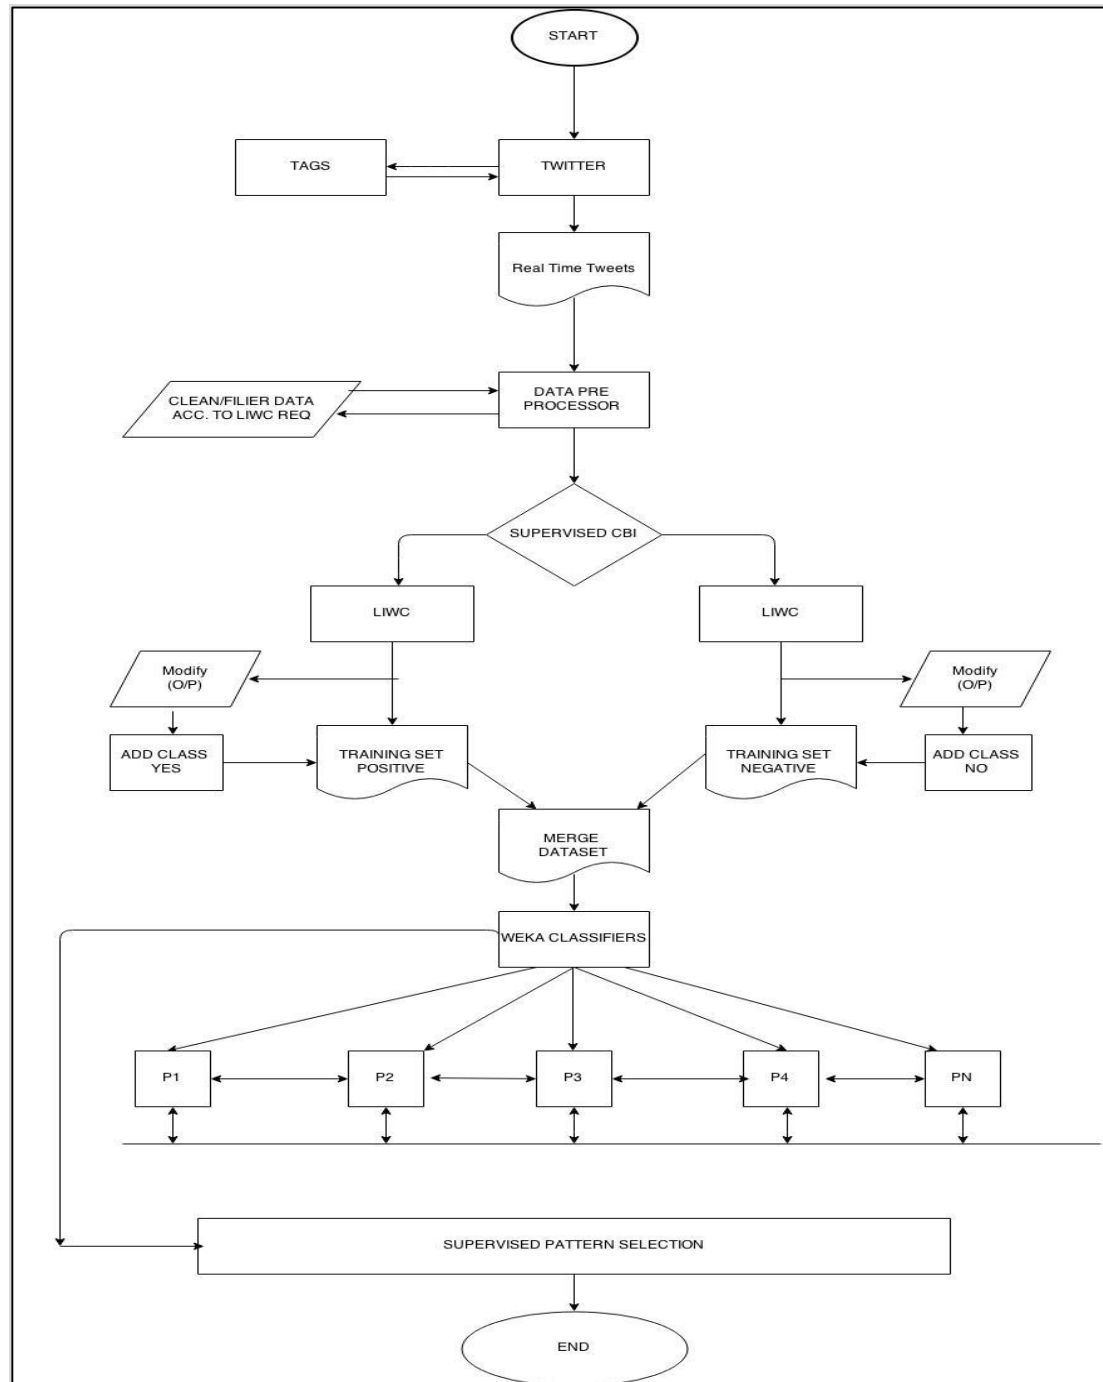 START
TAGS
TWITTER
Real Time Tweets
CLEAN/FILIER DATA
ACC. TO LIWC REQ
DATA PRE
PROCESSOR
SUPERVISED CBI
LIWC
LIWC
Modify
(O/P)
Modify
(O/P)
ADD CLASS
YES
TRAINING SET
POSITIVE
TRAINING SET
NEGATIVE
ADD CLASS
NO
MERGE
DATASET
WEKA CLASSIFIERS
P1
P2
P3
P4
PN
SUPERVISED PATTERN SELECTION
END